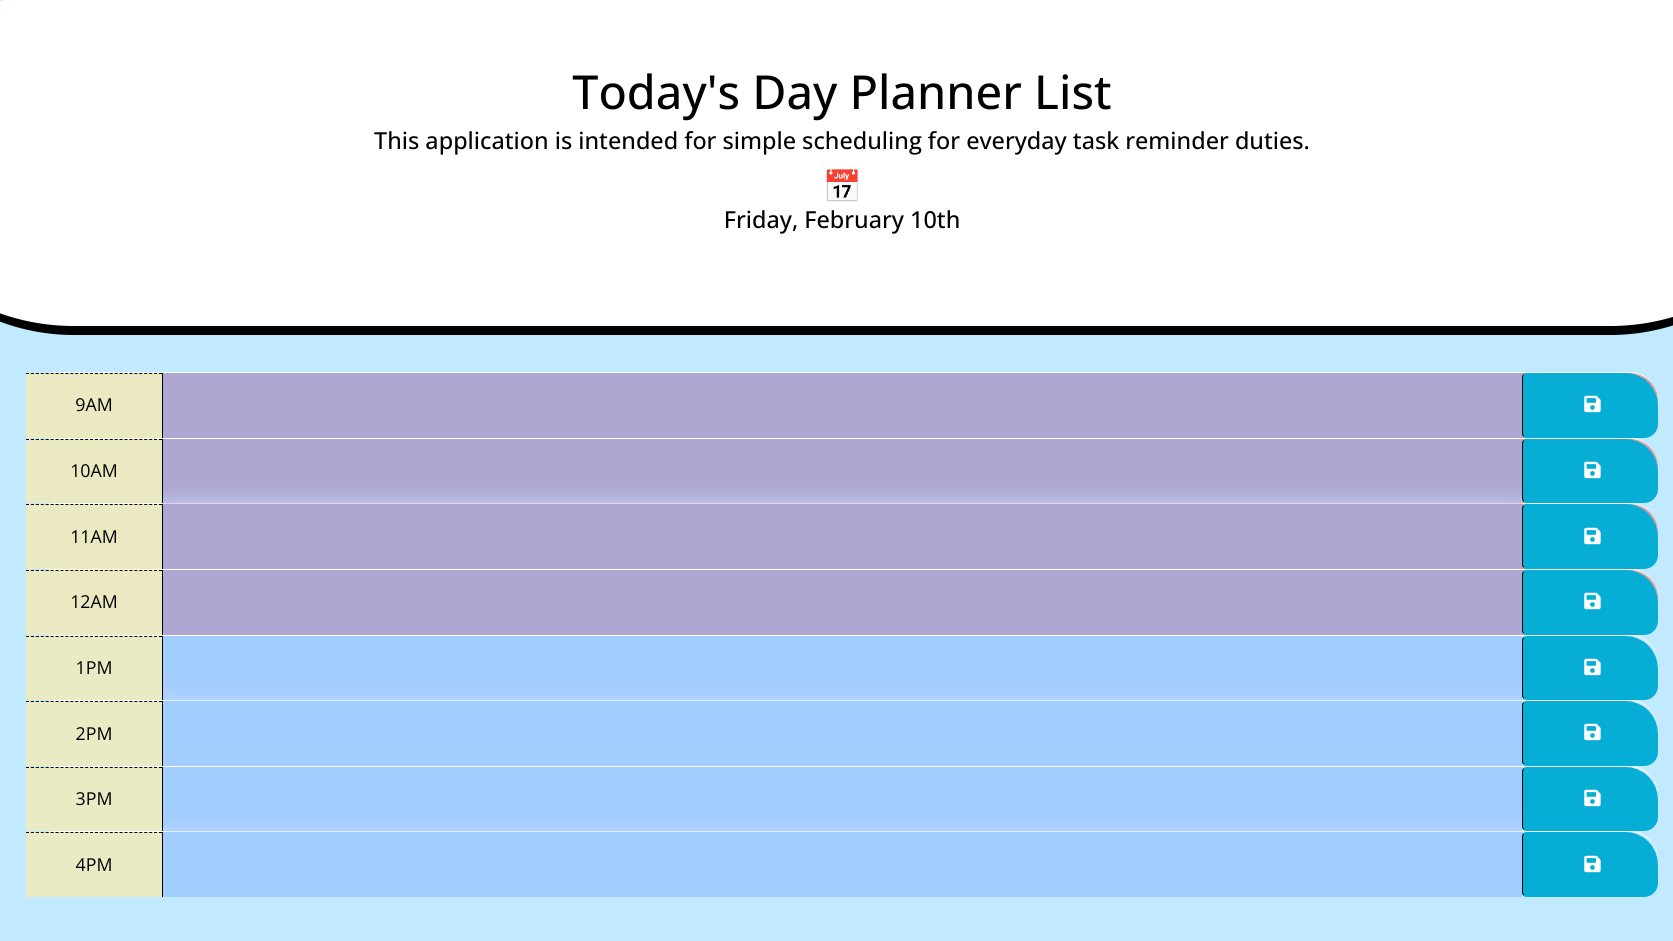 Today's Day Planner List
This application is intended for simple scheduling for everyday task reminder duties.
July
17
Friday, February 10th
9AM
10AM
11AM
12AM
1PM
2PM
3PM
4PM